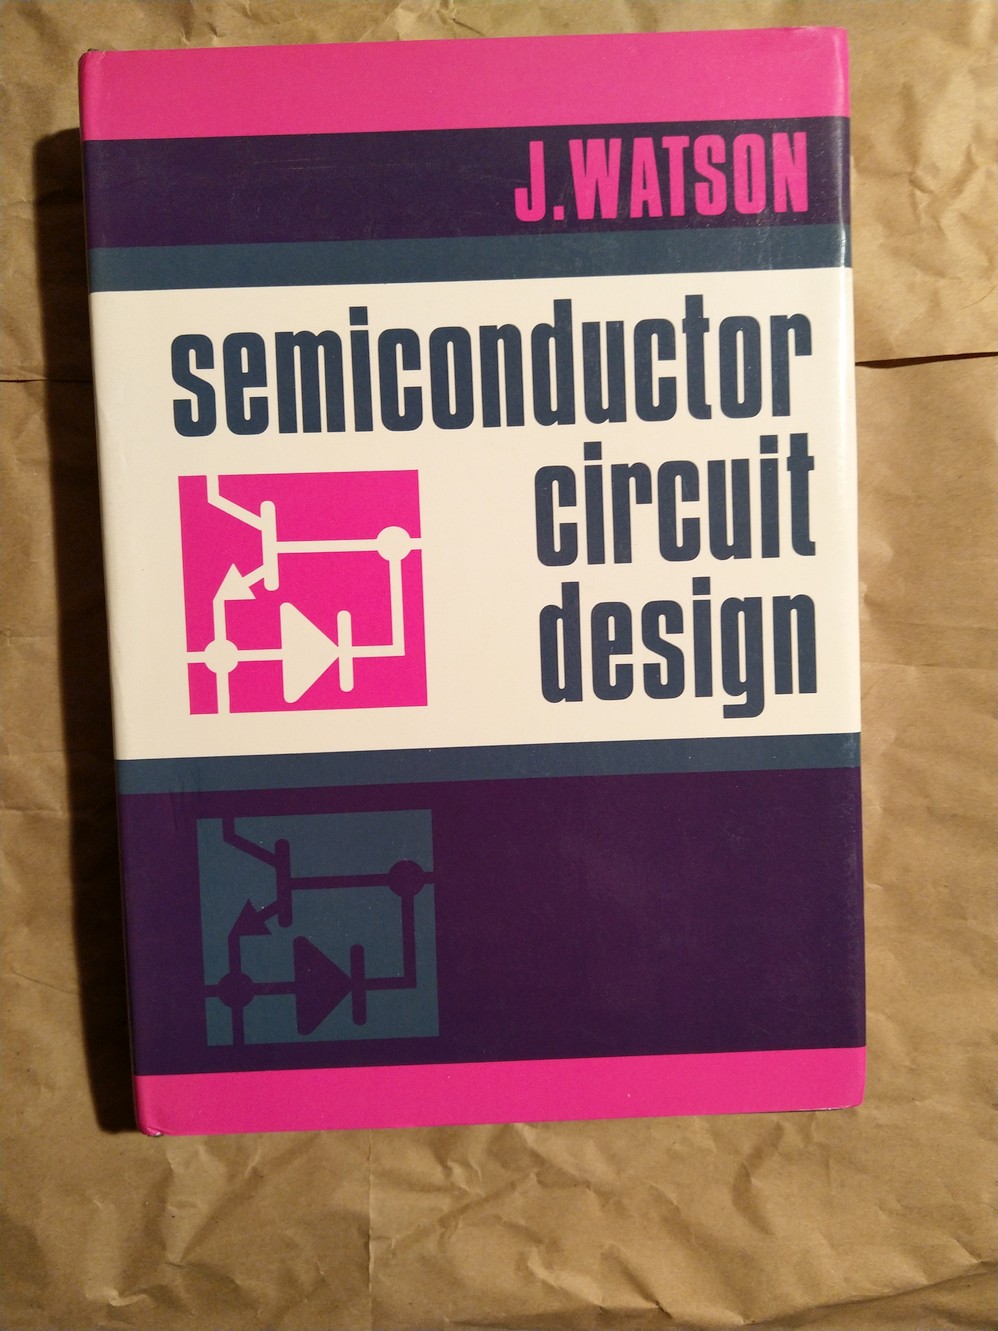 J.WATSON
semiconductor
circuit
design